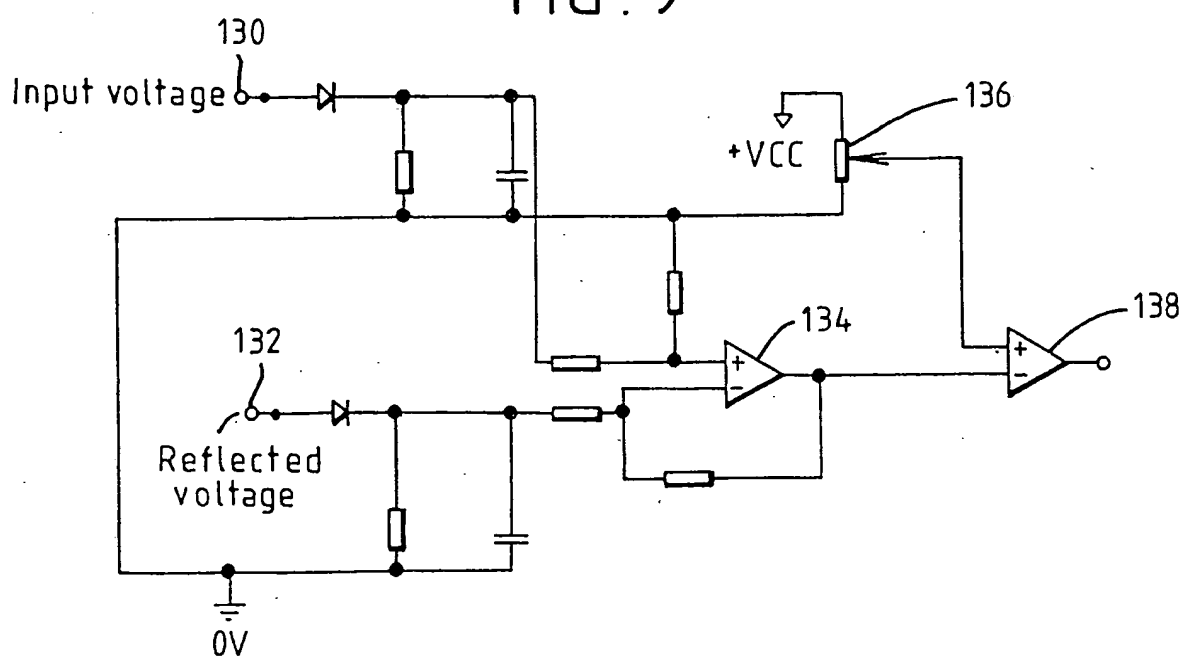 130
Input voltage
136
+VCC
+
-
134
+
-
138
132
Reflected
voltage
0V